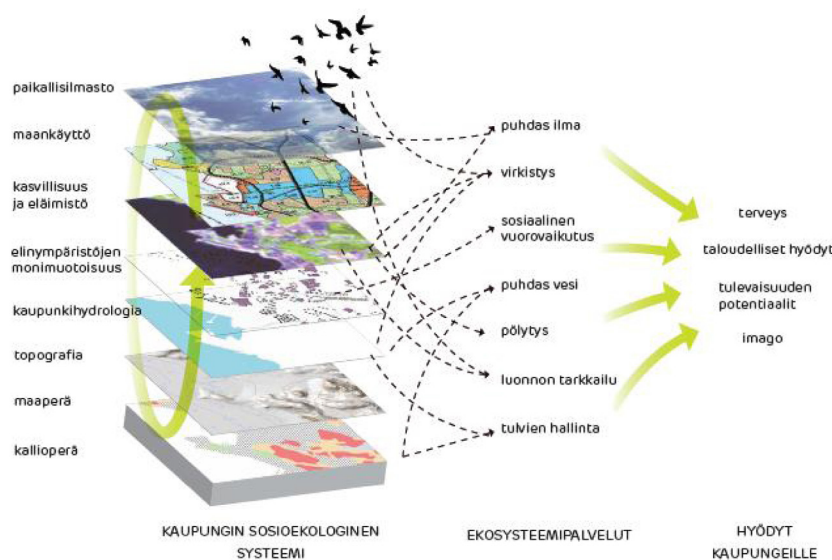 paikallisilmasto
maankäyttö
kasvillisuus
ja eläimistö
elinympäristöjen
monimuotoisuus
kaupunkihydrologia
topografia
maaperä
kallioperä
puhdas ilma
virkistys
sosiaalinen
vuorovaikutus
puhdas vesi
pölytys
luonnon tarkkailu
tulvien hallinta
terveys
taloudelliset hyödyt
tulevaisuuden
potentiaalit
imago
KAUPUNGIN SOSIOEKOLOGINEN
SYSTEEMI
EKOSYSTEEMIPALVELUT
HYÖDYT
KAUPUNGEILLE